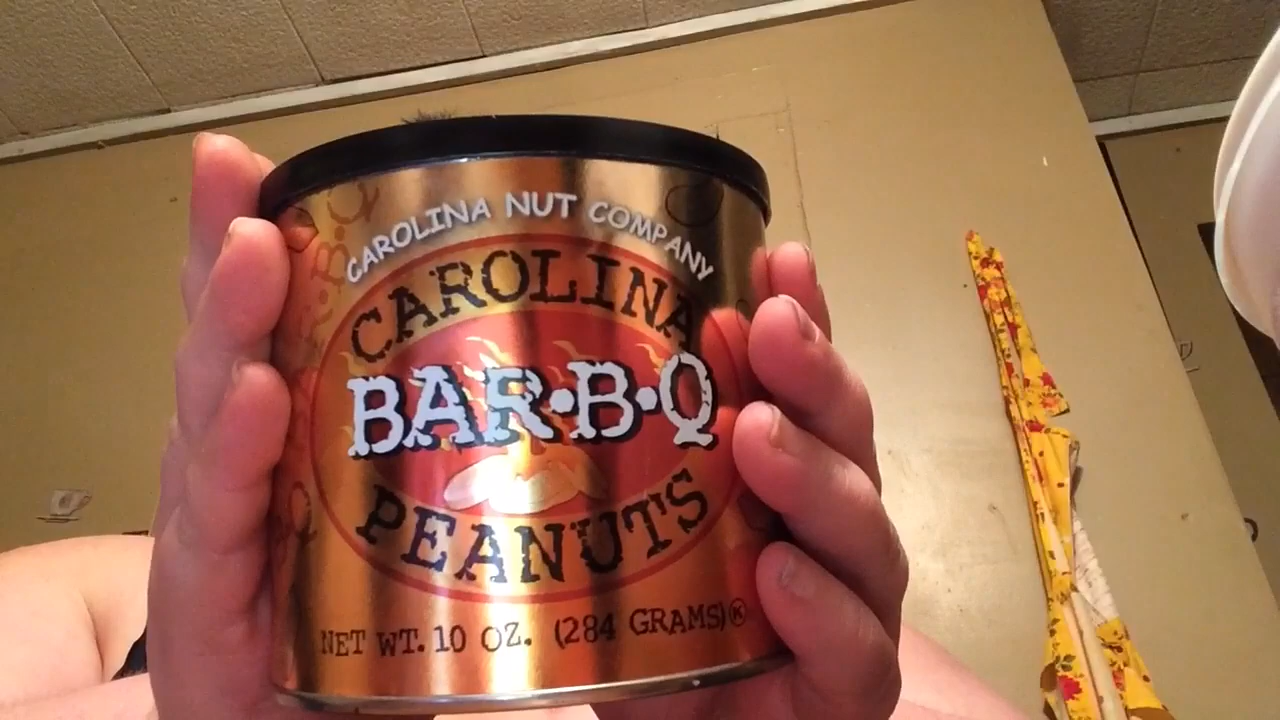 CAROLINA NUT COMPANY
CAROLINA
BAR·B·Q
PEANUTS
NET WT. 10 OZ. (284 GRAMS) K